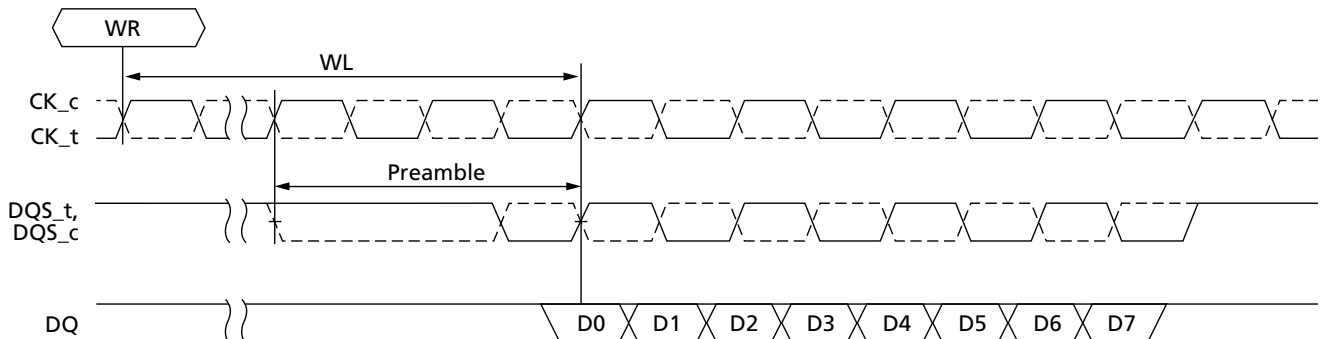 WR
WL
CK_c
CK_t
Preamble
DQS_t,
DQS_c
DQ
D0 D1 D2 D3 D4 D5 D6 D7